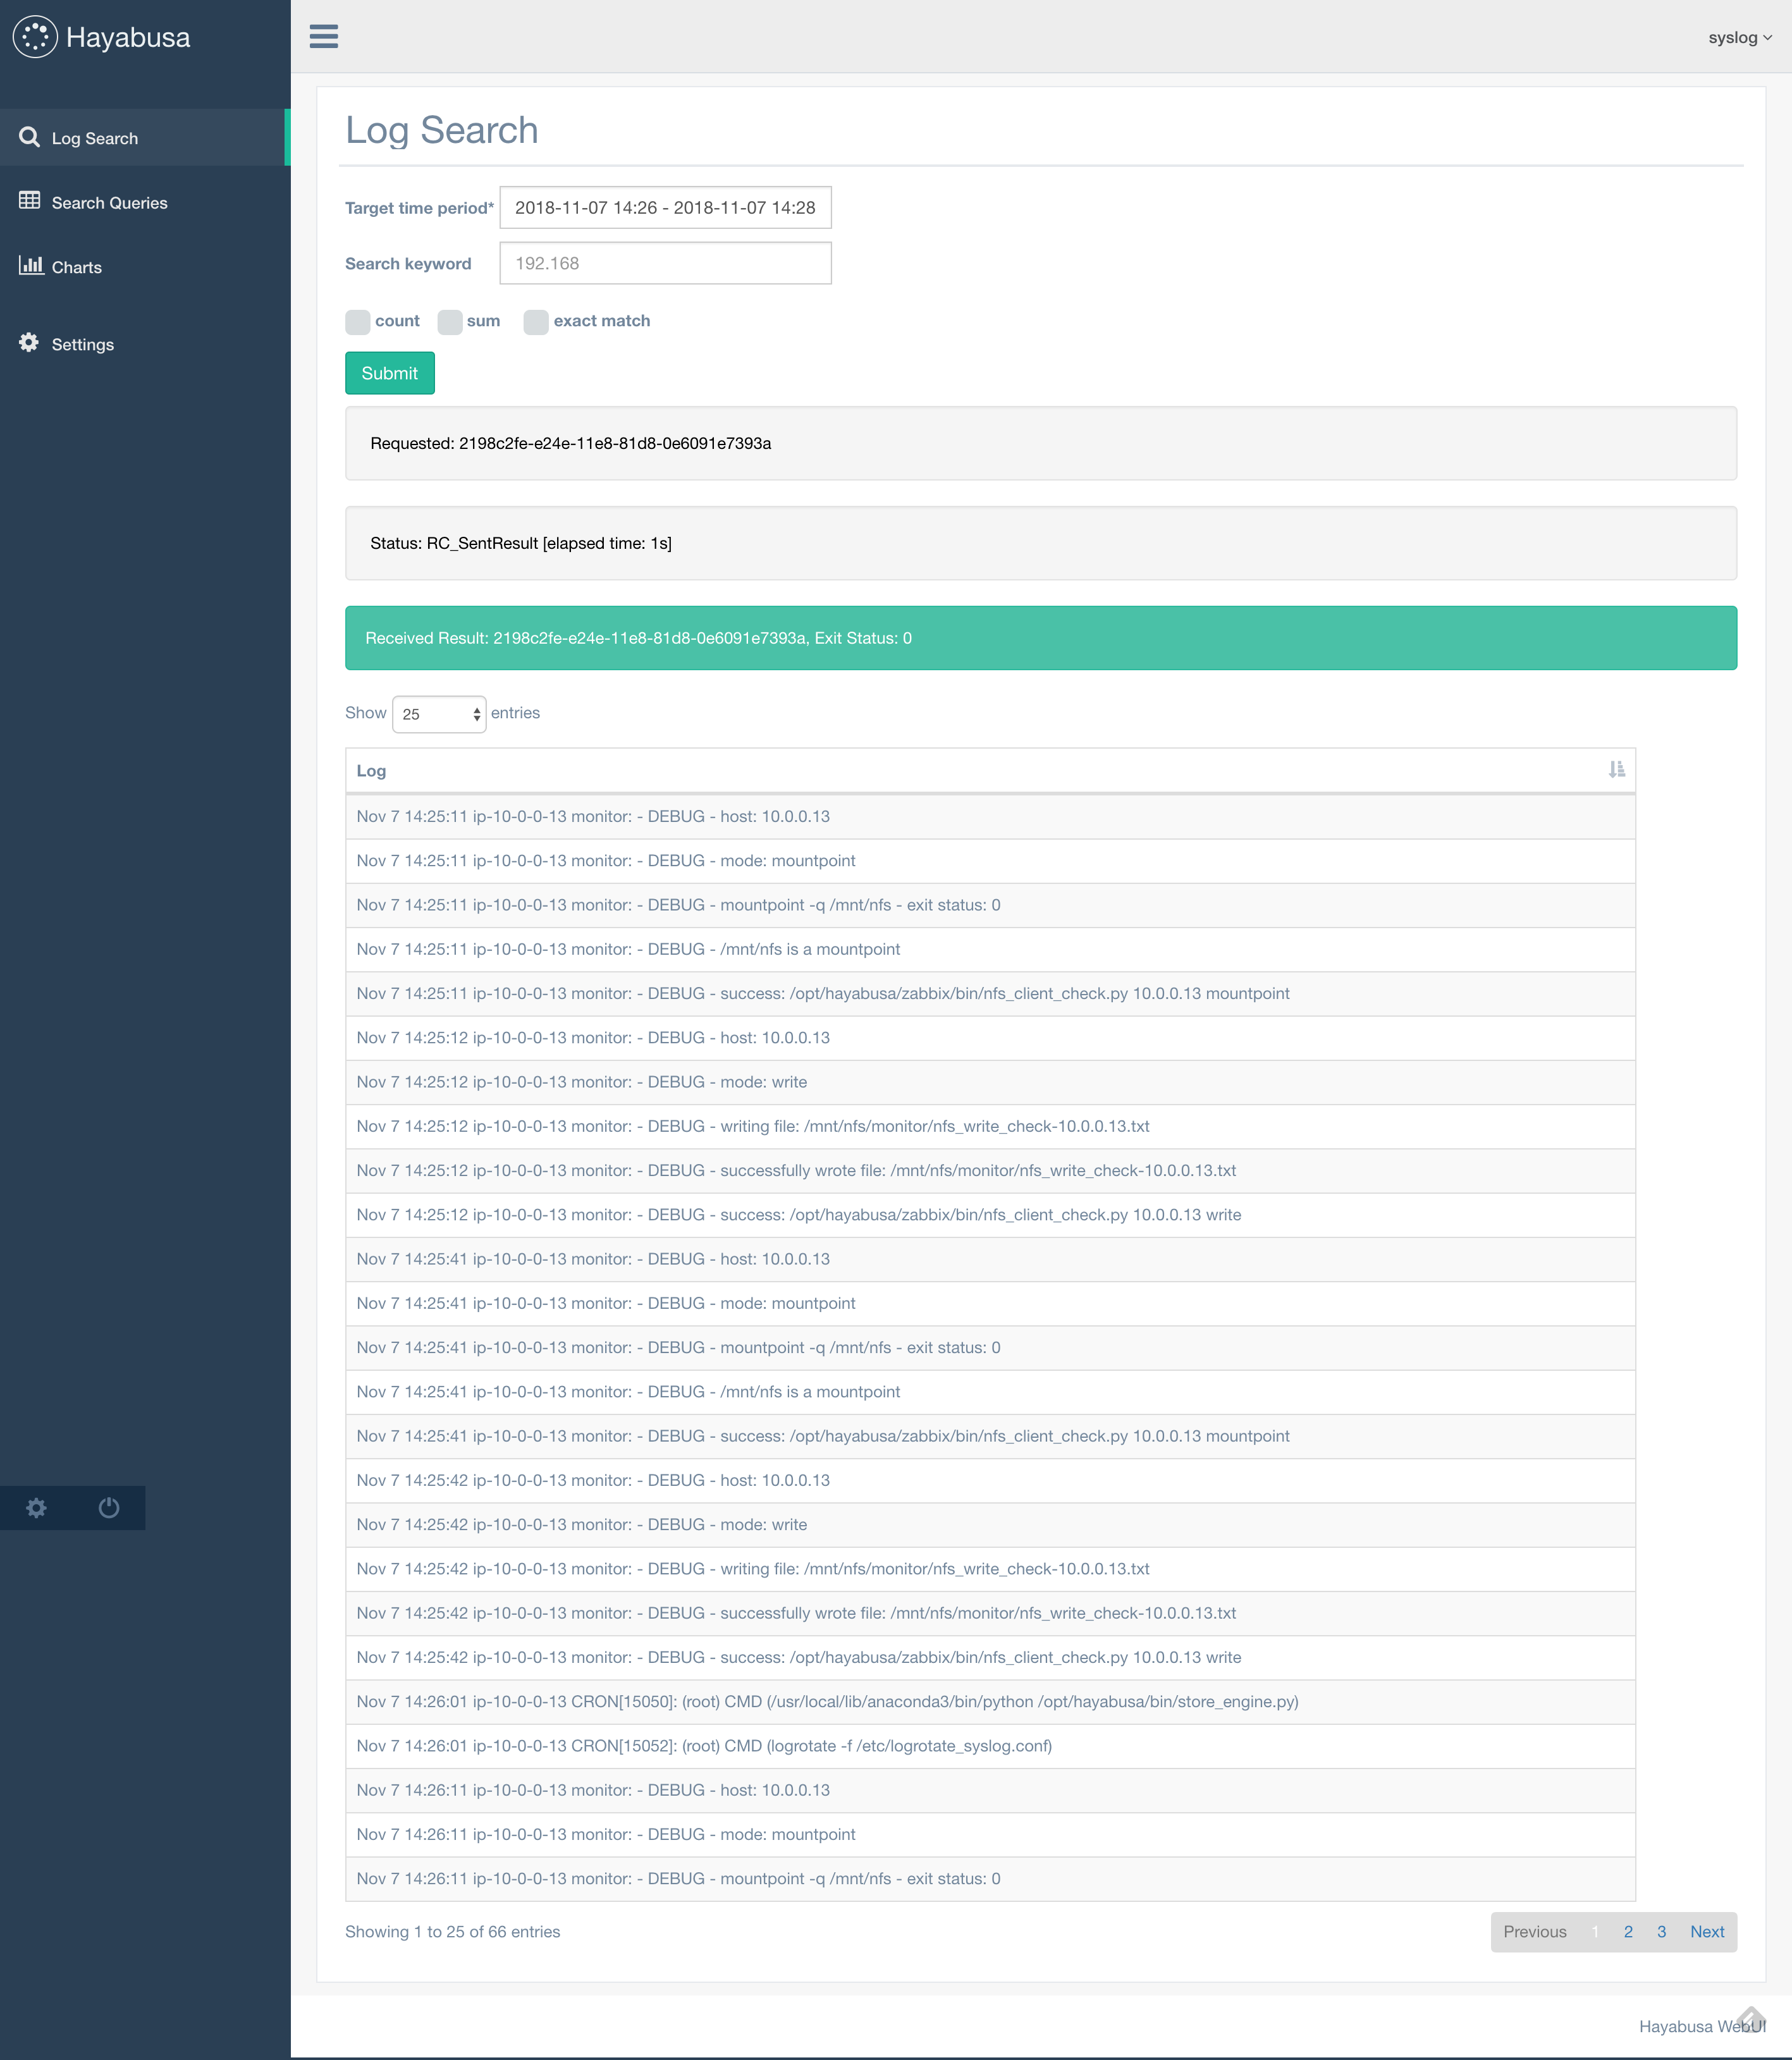 Hayabusa
syslog
Log Search
Search Queries
Charts
Settings
Log Search
Target time period* 2018-11-07 14:26 - 2018-11-07 14:28
Search keyword 192.168
count sum exact match
Submit
Requested: 2198c2fe-e24e-11e8-81d8-0e6091e7393a
Status: RC_SentResult [elapsed time: 1s]
Received Result: 2198c2fe-e24e-11e8-81d8-0e6091e7393a, Exit Status: 0
Show 25 entries
Log
Nov 7 14:25:11 ip-10-0-0-13 monitor: - DEBUG - host: 10.0.0.13
Nov 7 14:25:11 ip-10-0-0-13 monitor: - DEBUG - mode: mountpoint
Nov 7 14:25:11 ip-10-0-0-13 monitor: - DEBUG - mountpoint -q /mnt/nfs - exit status: 0
Nov 7 14:25:11 ip-10-0-0-13 monitor: - DEBUG - /mnt/nfs is a mountpoint
Nov 7 14:25:11 ip-10-0-0-13 monitor: - DEBUG - success: /opt/hayabusa/zabbix/bin/nfs_client_check.py 10.0.0.13 mountpoint
Nov 7 14:25:12 ip-10-0-0-13 monitor: - DEBUG - host: 10.0.0.13
Nov 7 14:25:12 ip-10-0-0-13 monitor: - DEBUG - mode: write
Nov 7 14:25:12 ip-10-0-0-13 monitor: - DEBUG - writing file: /mnt/nfs/monitor/nfs_write_check-10.0.0.13.txt
Nov 7 14:25:12 ip-10-0-0-13 monitor: - DEBUG - successfully wrote file: /mnt/nfs/monitor/nfs_write_check-10.0.0.13.txt
Nov 7 14:25:12 ip-10-0-0-13 monitor: - DEBUG - success: /opt/hayabusa/zabbix/bin/nfs_client_check.py 10.0.0.13 write
Nov 7 14:25:41 ip-10-0-0-13 monitor: - DEBUG - host: 10.0.0.13
Nov 7 14:25:41 ip-10-0-0-13 monitor: - DEBUG - mode: mountpoint
Nov 7 14:25:41 ip-10-0-0-13 monitor: - DEBUG - mountpoint -q /mnt/nfs - exit status: 0
Nov 7 14:25:41 ip-10-0-0-13 monitor: - DEBUG - /mnt/nfs is a mountpoint
Nov 7 14:25:41 ip-10-0-0-13 monitor: - DEBUG - success: /opt/hayabusa/zabbix/bin/nfs_client_check.py 10.0.0.13 mountpoint
Nov 7 14:25:42 ip-10-0-0-13 monitor: - DEBUG - host: 10.0.0.13
Nov 7 14:25:42 ip-10-0-0-13 monitor: - DEBUG - mode: write
Nov 7 14:25:42 ip-10-0-0-13 monitor: - DEBUG - writing file: /mnt/nfs/monitor/nfs_write_check-10.0.0.13.txt
Nov 7 14:25:42 ip-10-0-0-13 monitor: - DEBUG - successfully wrote file: /mnt/nfs/monitor/nfs_write_check-10.0.0.13.txt
Nov 7 14:25:42 ip-10-0-0-13 monitor: - DEBUG - success: /opt/hayabusa/zabbix/bin/nfs_client_check.py 10.0.0.13 write
Nov 7 14:26:01 ip-10-0-0-13 CRON[15050]: (root) CMD (/usr/local/lib/anaconda3/bin/python /opt/hayabusa/bin/store_engine.py)
Nov 7 14:26:01 ip-10-0-0-13 CRON[15052]: (root) CMD (logrotate -f /etc/logrotate_syslog.conf)
Nov 7 14:26:11 ip-10-0-0-13 monitor: - DEBUG - host: 10.0.0.13
Nov 7 14:26:11 ip-10-0-0-13 monitor: - DEBUG - mode: mountpoint
Nov 7 14:26:11 ip-10-0-0-13 monitor: - DEBUG - mountpoint -q /mnt/nfs - exit status: 0
Showing 1 to 25 of 66 entries
Previous 1 2 3 Next
Hayabusa WebUI